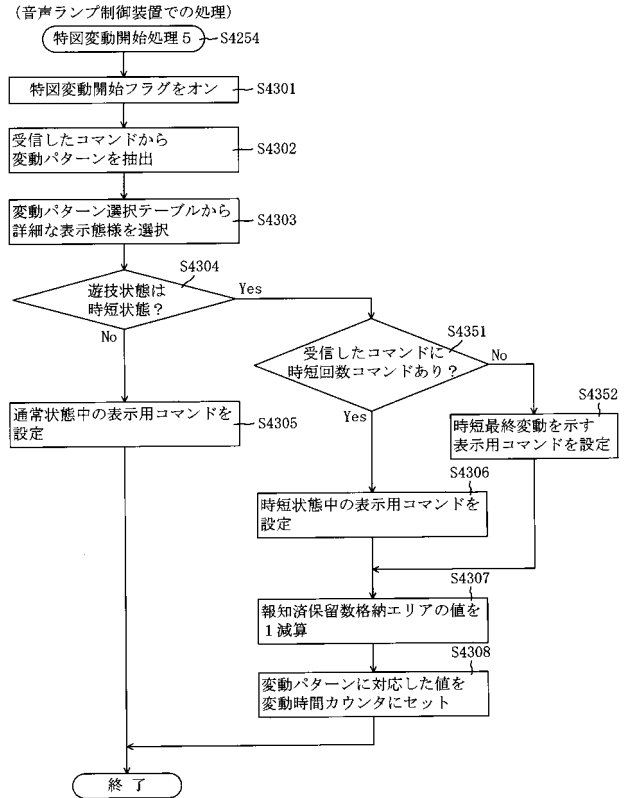 (音声ランプ制御装置での処理)
特図変動開始処理5
S4254
特図変動開始フラグをオン
S4301
受信したコマンドから
変動パターンを抽出
S4302
変動パターン選択テーブルから
詳細な表示態様を選択
S4303
S4304
遊技状態は
時短状態?
Yes
No
S4351
受信したコマンドに
時短回数コマンドあり?
No
Yes
通常状態中の表示用コマンドを
設定
S4305
S4352
時短最終変動を示す
表示用コマンドを設定
S4306
時短状態中の表示用コマンドを
設定
S4307
報知済保留数格納エリアの値を
1減算
S4308
変動パターンに対応した値を
変動時間カウンタにセット
終了